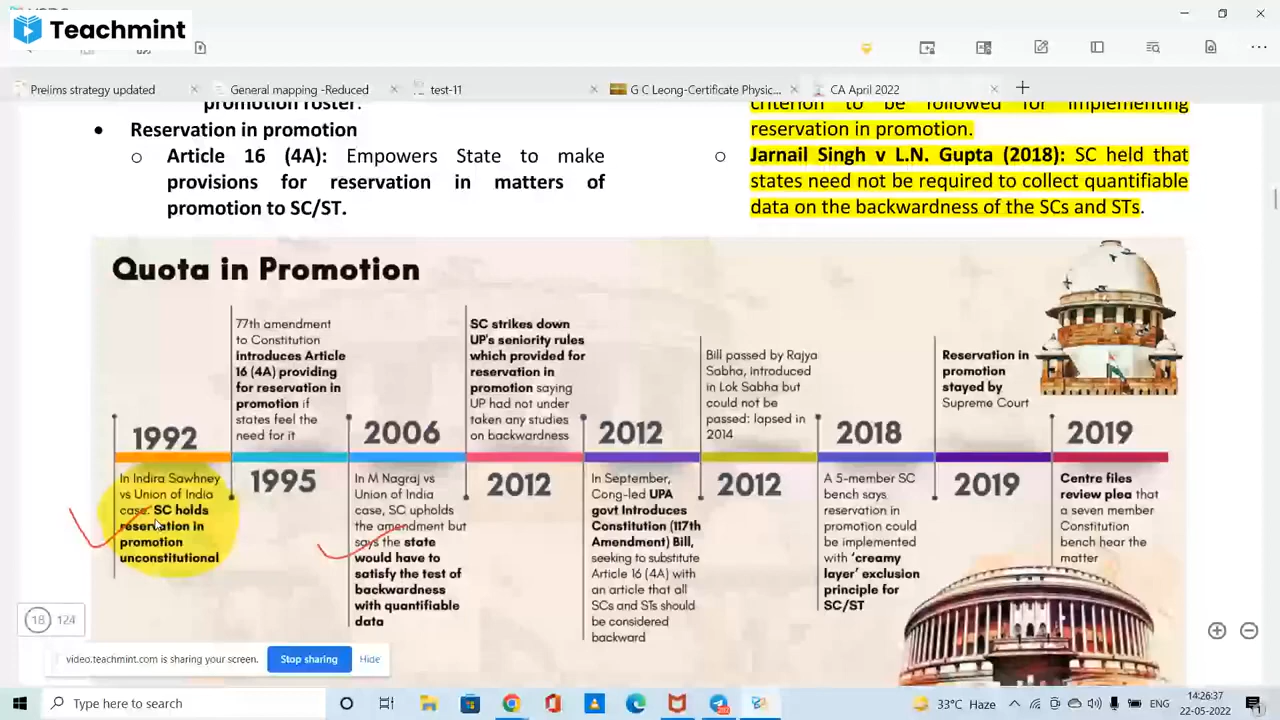 Teachmint
Prelims strategy updated
General mapping -Reduced
test-11
G C Leong-Certificate Physic...
CA April 2022
promotion roster.
• Reservation in promotion
o Article 16 (4A): Empowers State to make
provisions for reservation in matters of
promotion to SC/ST.
criterion to be followed for implementing
reservation in promotion.
o Jarnail Singh v L.N. Gupta (2018): SC held that
states need not be required to collect quantifiable
data on the backwardness of the SCs and STs.
Quota in Promotion
1992
In Indira Sawhney
vs Union of India
case: SC holds
reservation in
promotion
unconstitutional
77th amendment
to Constitution
introduces Article
16 (4A) providing
for reservation in
promotion if
states feel the
need for it
1995
2006
In M Nagraj vs
Union of India
case, SC upholds
the amendment but
says the state
would have to
satisfy the test of
backwardness
with quantifiable
data
SC strikes down
UP's seniority rules
which provided for
reservation in
promotion saying
UP had not under
taken any studies
on backwardness
2012
2012
In September,
Cong-led UPA
govt Introduces
Constitution (117th
Amendment) Bill,
seeking to substitute
Article 16 (4A) with
an article that all
SCs and STs should
be considered
backward
Bill passed by Rajya
Sabha, introduced
in Lok Sabha but
could not be
passed: lapsed in
2014
2012
2018
A 5-member SC
bench says
reservation in
promotion could
be implemented
with 'creamy
layer' exclusion
principle for
SC/ST
Reservation in
promotion
stayed by
Supreme Court
2019
2019
Centre files
review plea that
a seven member
Constitution
bench hear the
matter
18 124
video.teachmint.com is sharing your screen.
Stop sharing
Hide
Type here to search
33°C Haze
ENG
14:26:37
22-05-2022